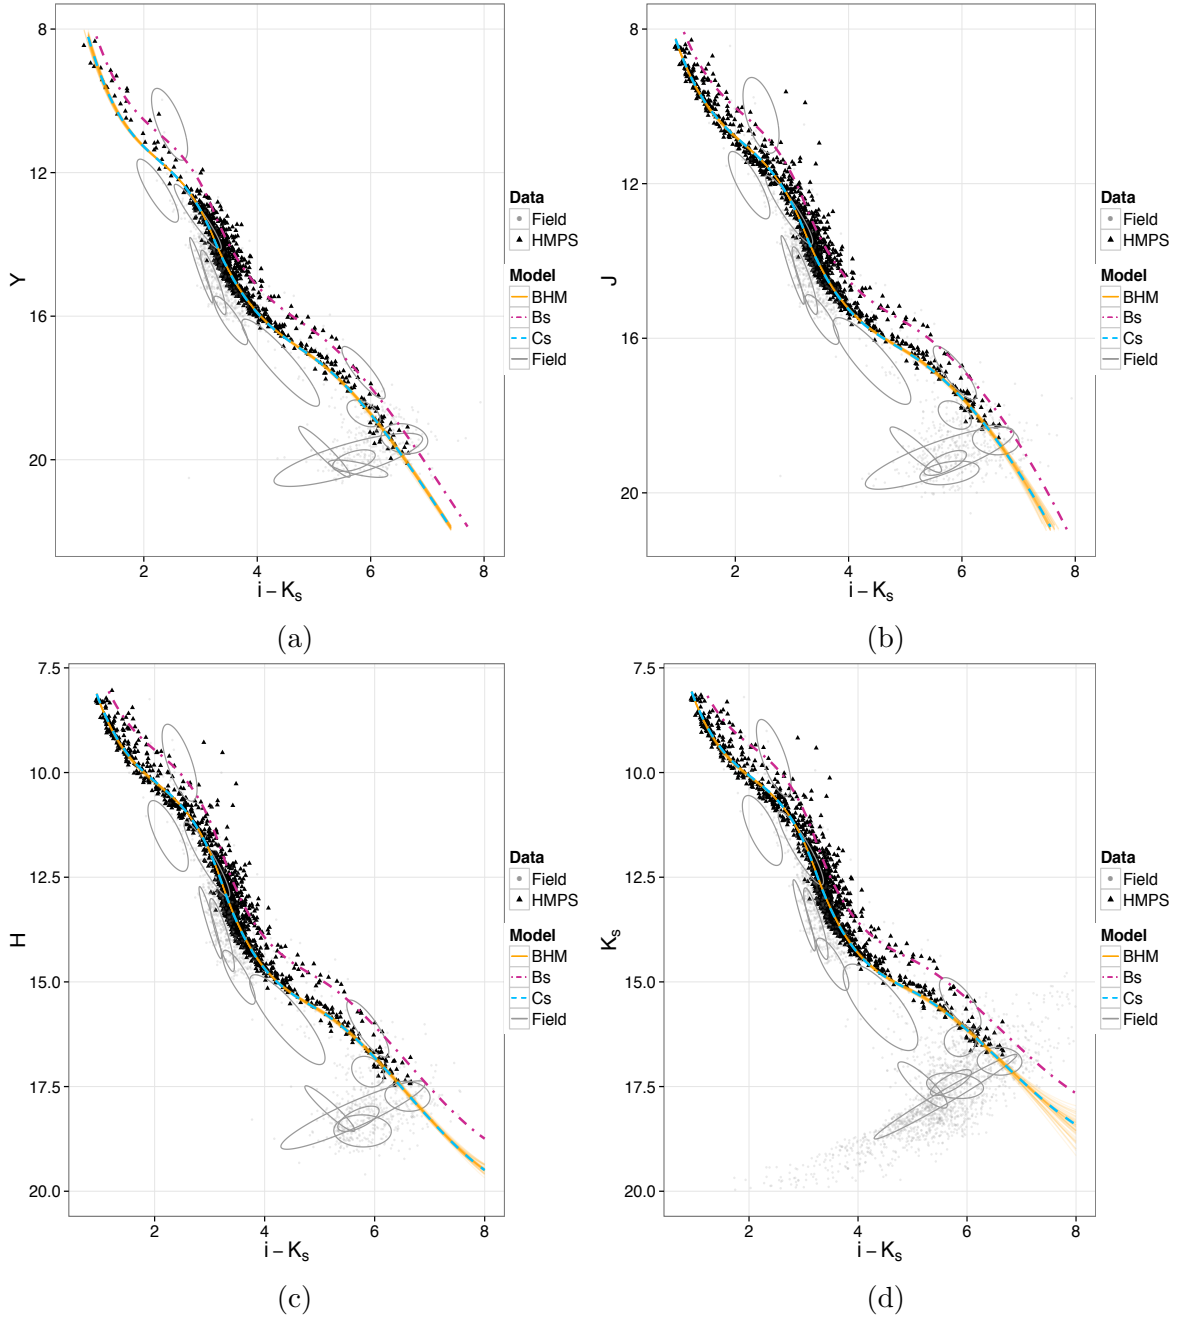 8
12
16
20
Y
2
4
6
8
i − Ks
Data
Field
HMPS
Model
BHM
Bs
Cs
Field
(a)
8
12
16
20
J
2
4
6
8
i − Ks
Data
Field
HMPS
Model
BHM
Bs
Cs
Field
(b)
7.5
10.0
12.5
15.0
17.5
20.0
H
2
4
6
8
i − Ks
Data
Field
HMPS
Model
BHM
Bs
Cs
Field
(c)
7.5
10.0
12.5
15.0
17.5
20.0
Ks
2
4
6
8
i − Ks
Data
Field
HMPS
Model
BHM
Bs
Cs
Field
(d)